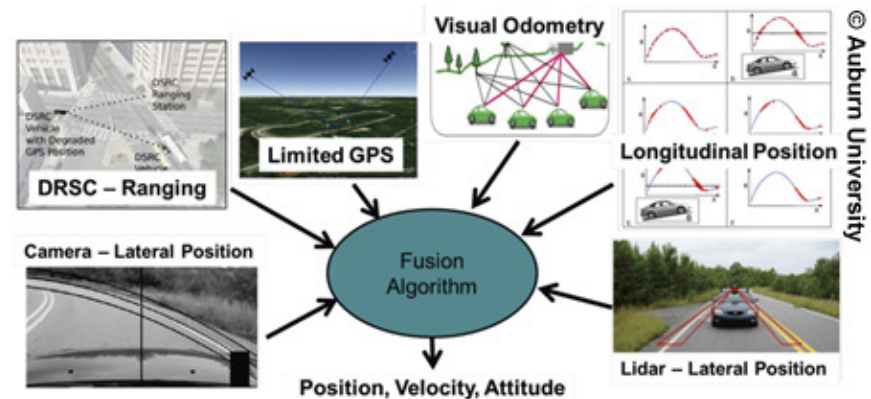 Visual Odometry
DSRC
Ranging
Station
DSRC
Vehicle
with Degraded
GPS Position
DSRC
DRSC – Ranging
Limited GPS
Longitudinal Position
© Auburn University
Camera – Lateral Position
Fusion
Algorithm
Lidar – Lateral Position
Position, Velocity, Attitude